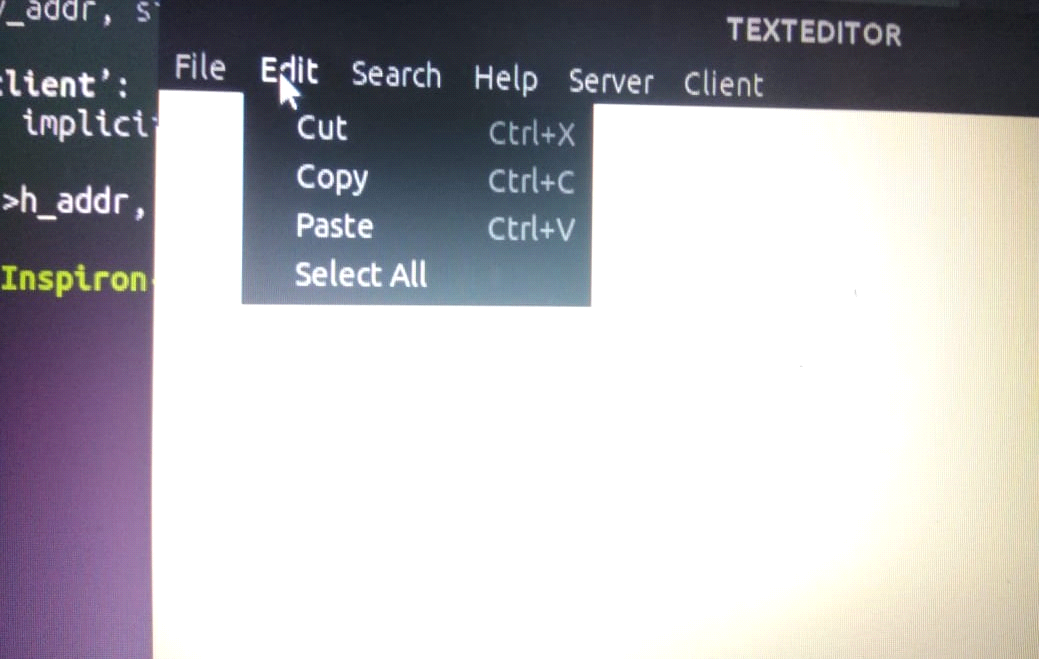 _addr, s
client':
implici
>h_addr,
Inspiron
TEXTEDITOR
File Edit Search Help Server Client
Cut Ctrl+X
Copy Ctrl+C
Paste Ctrl+V
Select All